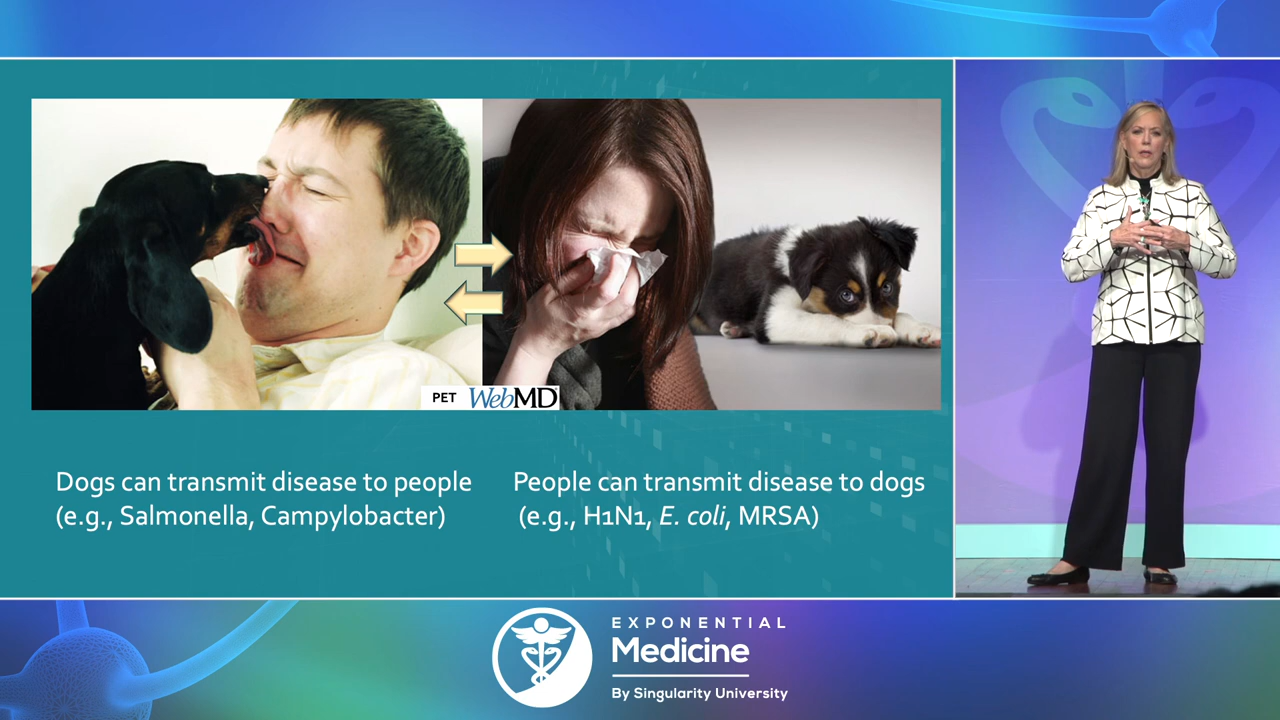 PET WebMD
Dogs can transmit disease to people
(e.g., Salmonella, Campylobacter)
People can transmit disease to dogs
(e.g., H1N1, E. coli, MRSA)
EXPONENTIAL
Medicine
By Singularity University